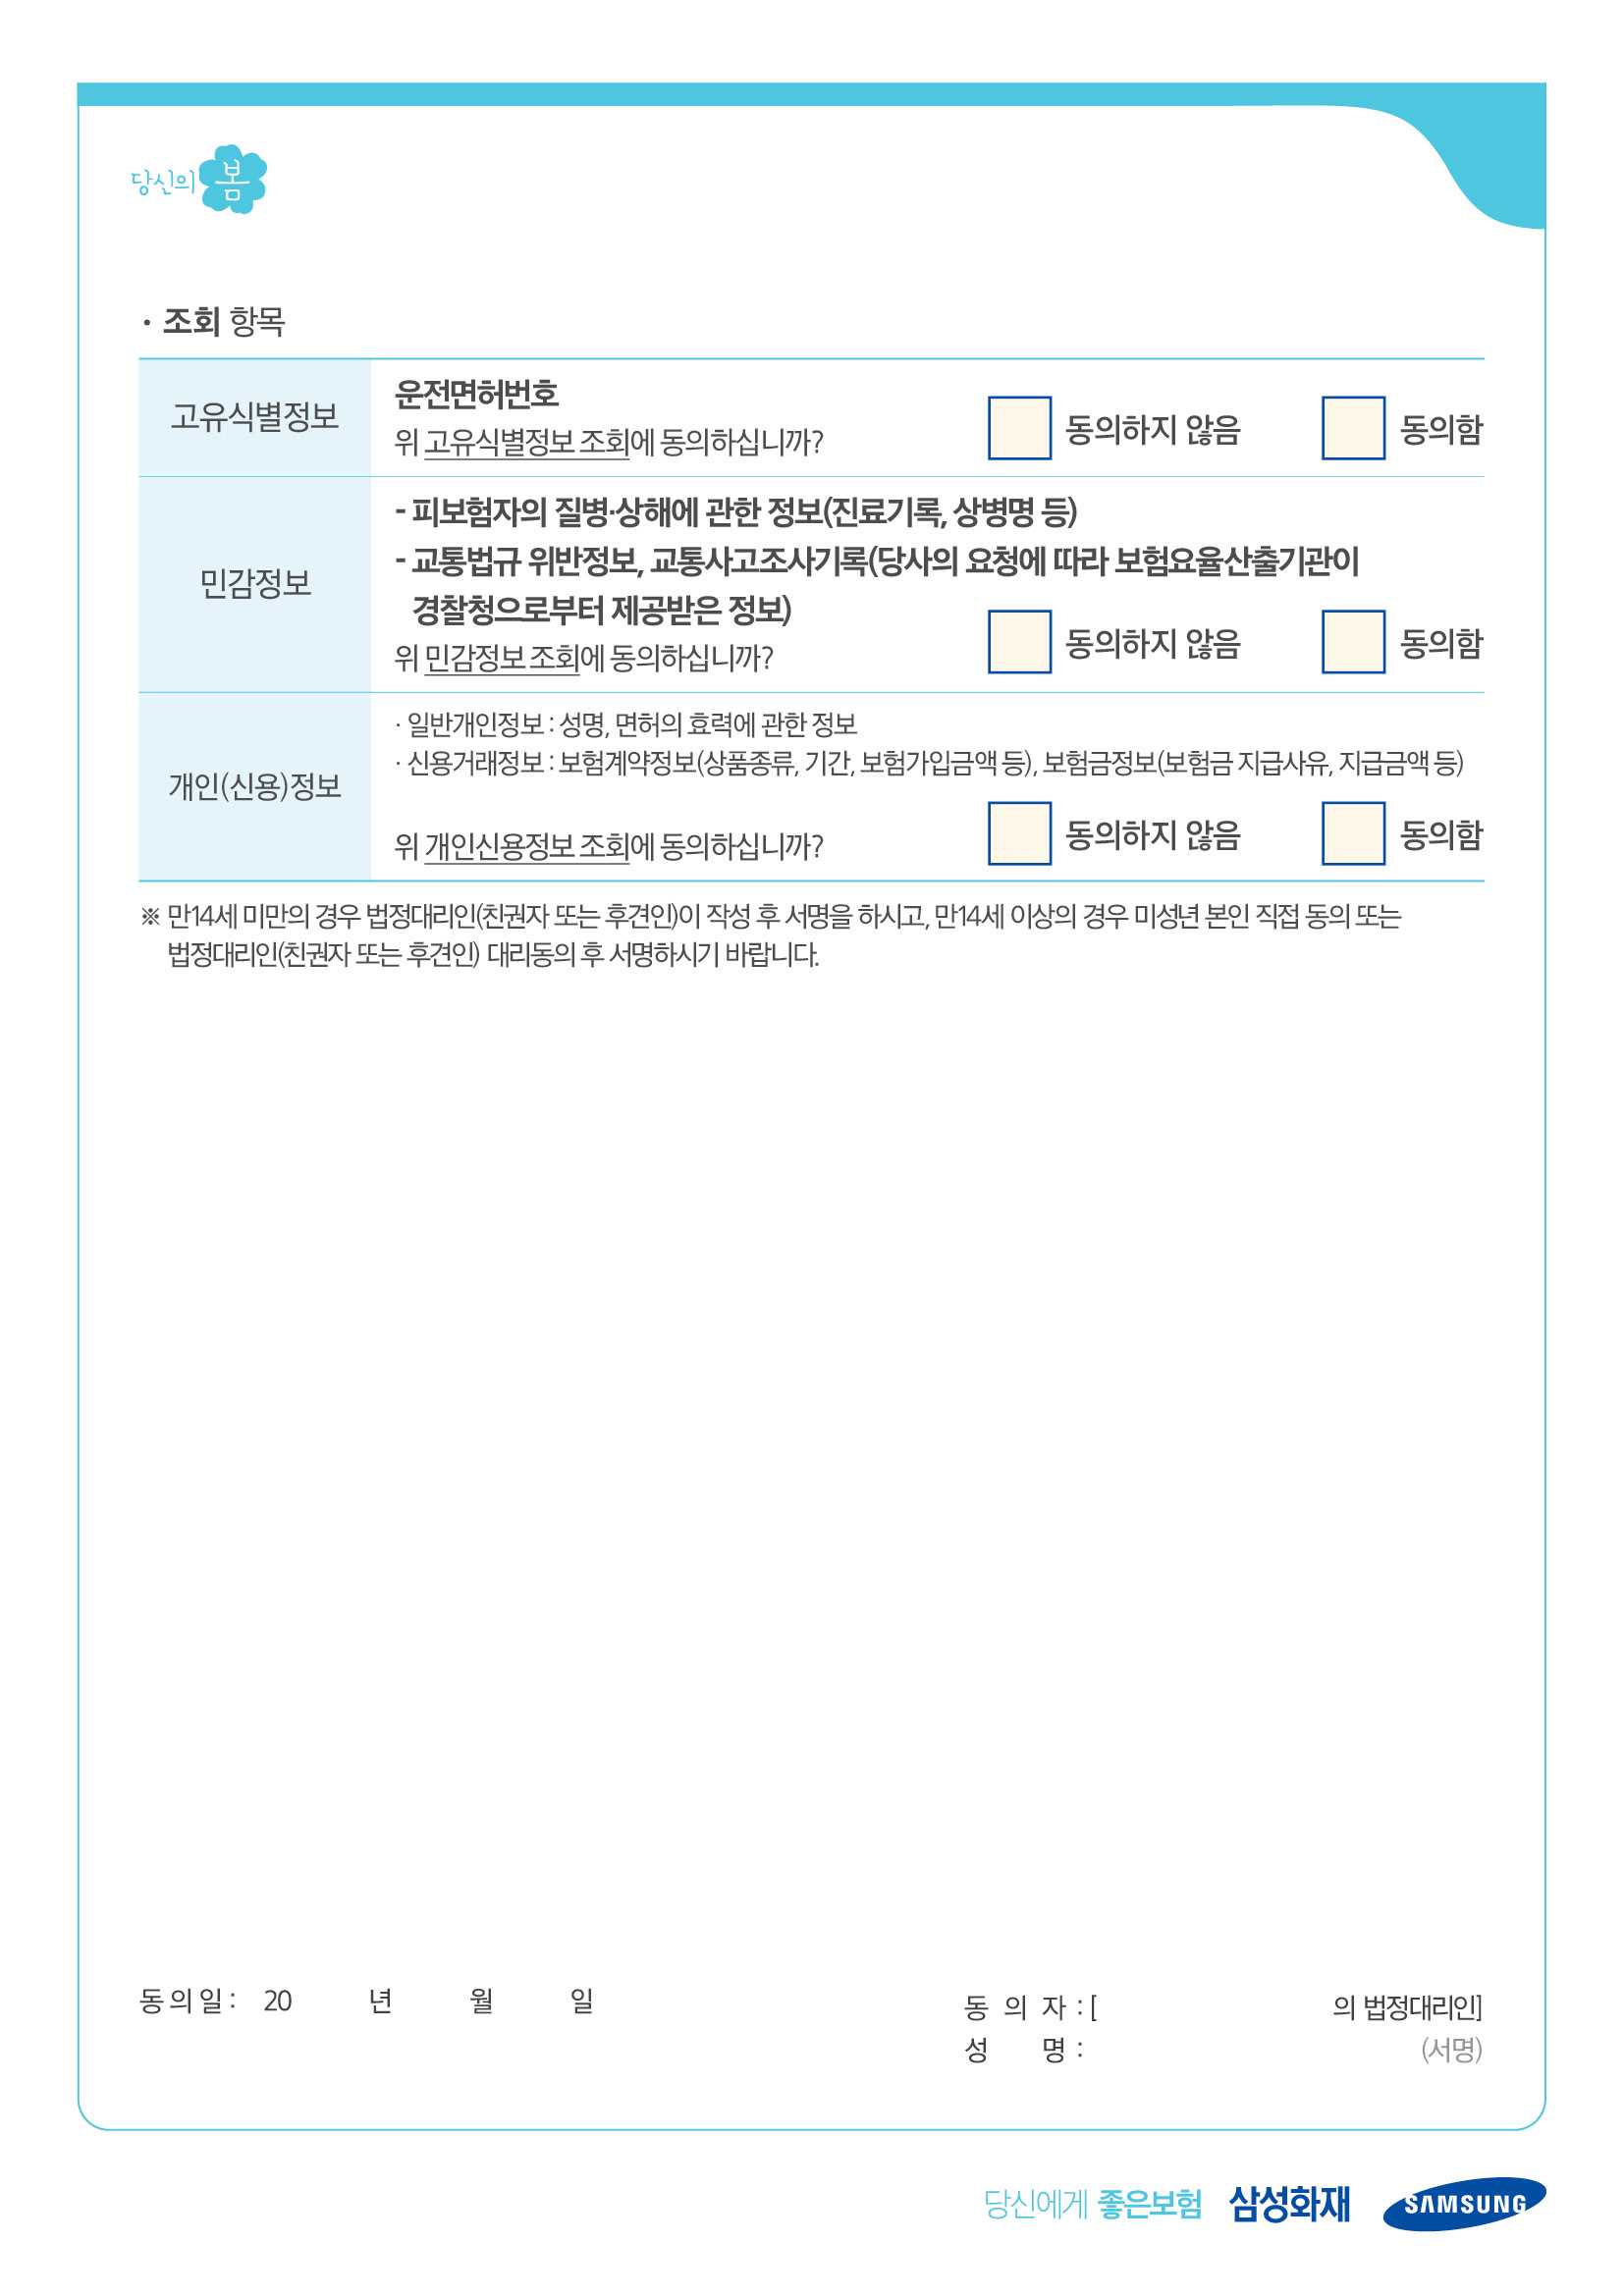 당신의 봄
· 조회 항목
고유식별정보
운전면허번호
위 고유식별정보 조회에 동의하십니까?
동의하지 않음 동의함
민감정보
- 피보험자의 질병·상해에 관한 정보(진료기록, 상병명 등)
- 교통법규 위반정보, 교통사고조사기록(당사의 요청에 따라 보험요율산출기관이
경찰청으로부터 제공받은 정보)
위 민감정보 조회에 동의하십니까?
동의하지 않음 동의함
개인(신용)정보
· 일반개인정보 : 성명, 면허의 효력에 관한 정보
· 신용거래정보 : 보험계약정보(상품종류, 기간, 보험가입금액 등), 보험금정보(보험금 지급사유, 지급금액 등)
위 개인신용정보 조회에 동의하십니까?
동의하지 않음 동의함
※ 만14세 미만의 경우 법정대리인(친권자 또는 후견인)이 작성 후 서명을 하시고, 만14세 이상의 경우 미성년 본인 직접 동의 또는
법정대리인(친권자 또는 후견인) 대리동의 후 서명하시기 바랍니다.
동 의 일 : 20 년 월 일
동 의 자 : [ 의 법정대리인]
성 명 : (서명)
당신에게 좋은보험 삼성화재 SAMSUNG